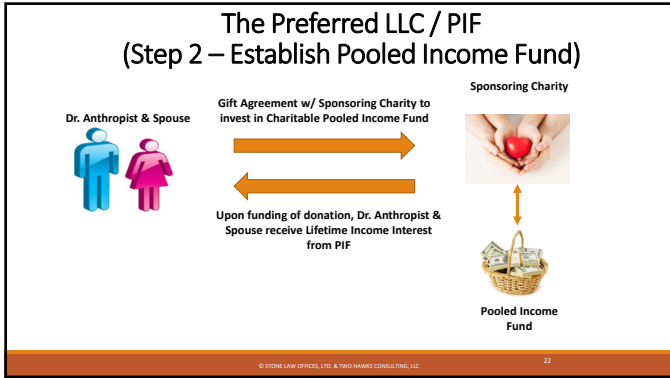 The Preferred LLC / PIF
(Step 2 – Establish Pooled Income Fund)
Sponsoring Charity
Gift Agreement w/ Sponsoring Charity to
invest in Charitable Pooled Income Fund
Dr. Anthropist & Spouse
Upon funding of donation, Dr. Anthropist &
Spouse receive Lifetime Income Interest
from PIF
Pooled Income
Fund
© STONE LAW OFFICES, LTD. & TWO HAWKS CONSULTING, LLC
22